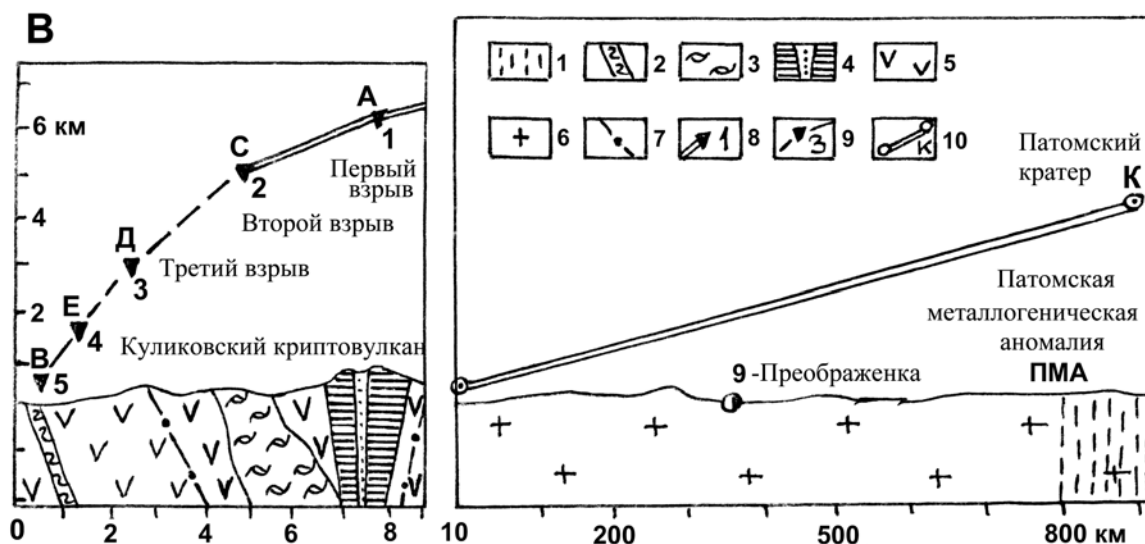 В
6 км
4
2
0 2 4 6 8
А
1
Первый
взрыв
С
2
Второй взрыв
Д
3
Третий взрыв
Е
4
В
5
Куликовский криптовулкан
1 2 3 4 5
6 7 1 8 3 9 К 10
Патомский
кратер
К
Патомская
металлогеническая
аномалия
9 -Преображенка
ПМА
10 200 500 800 км